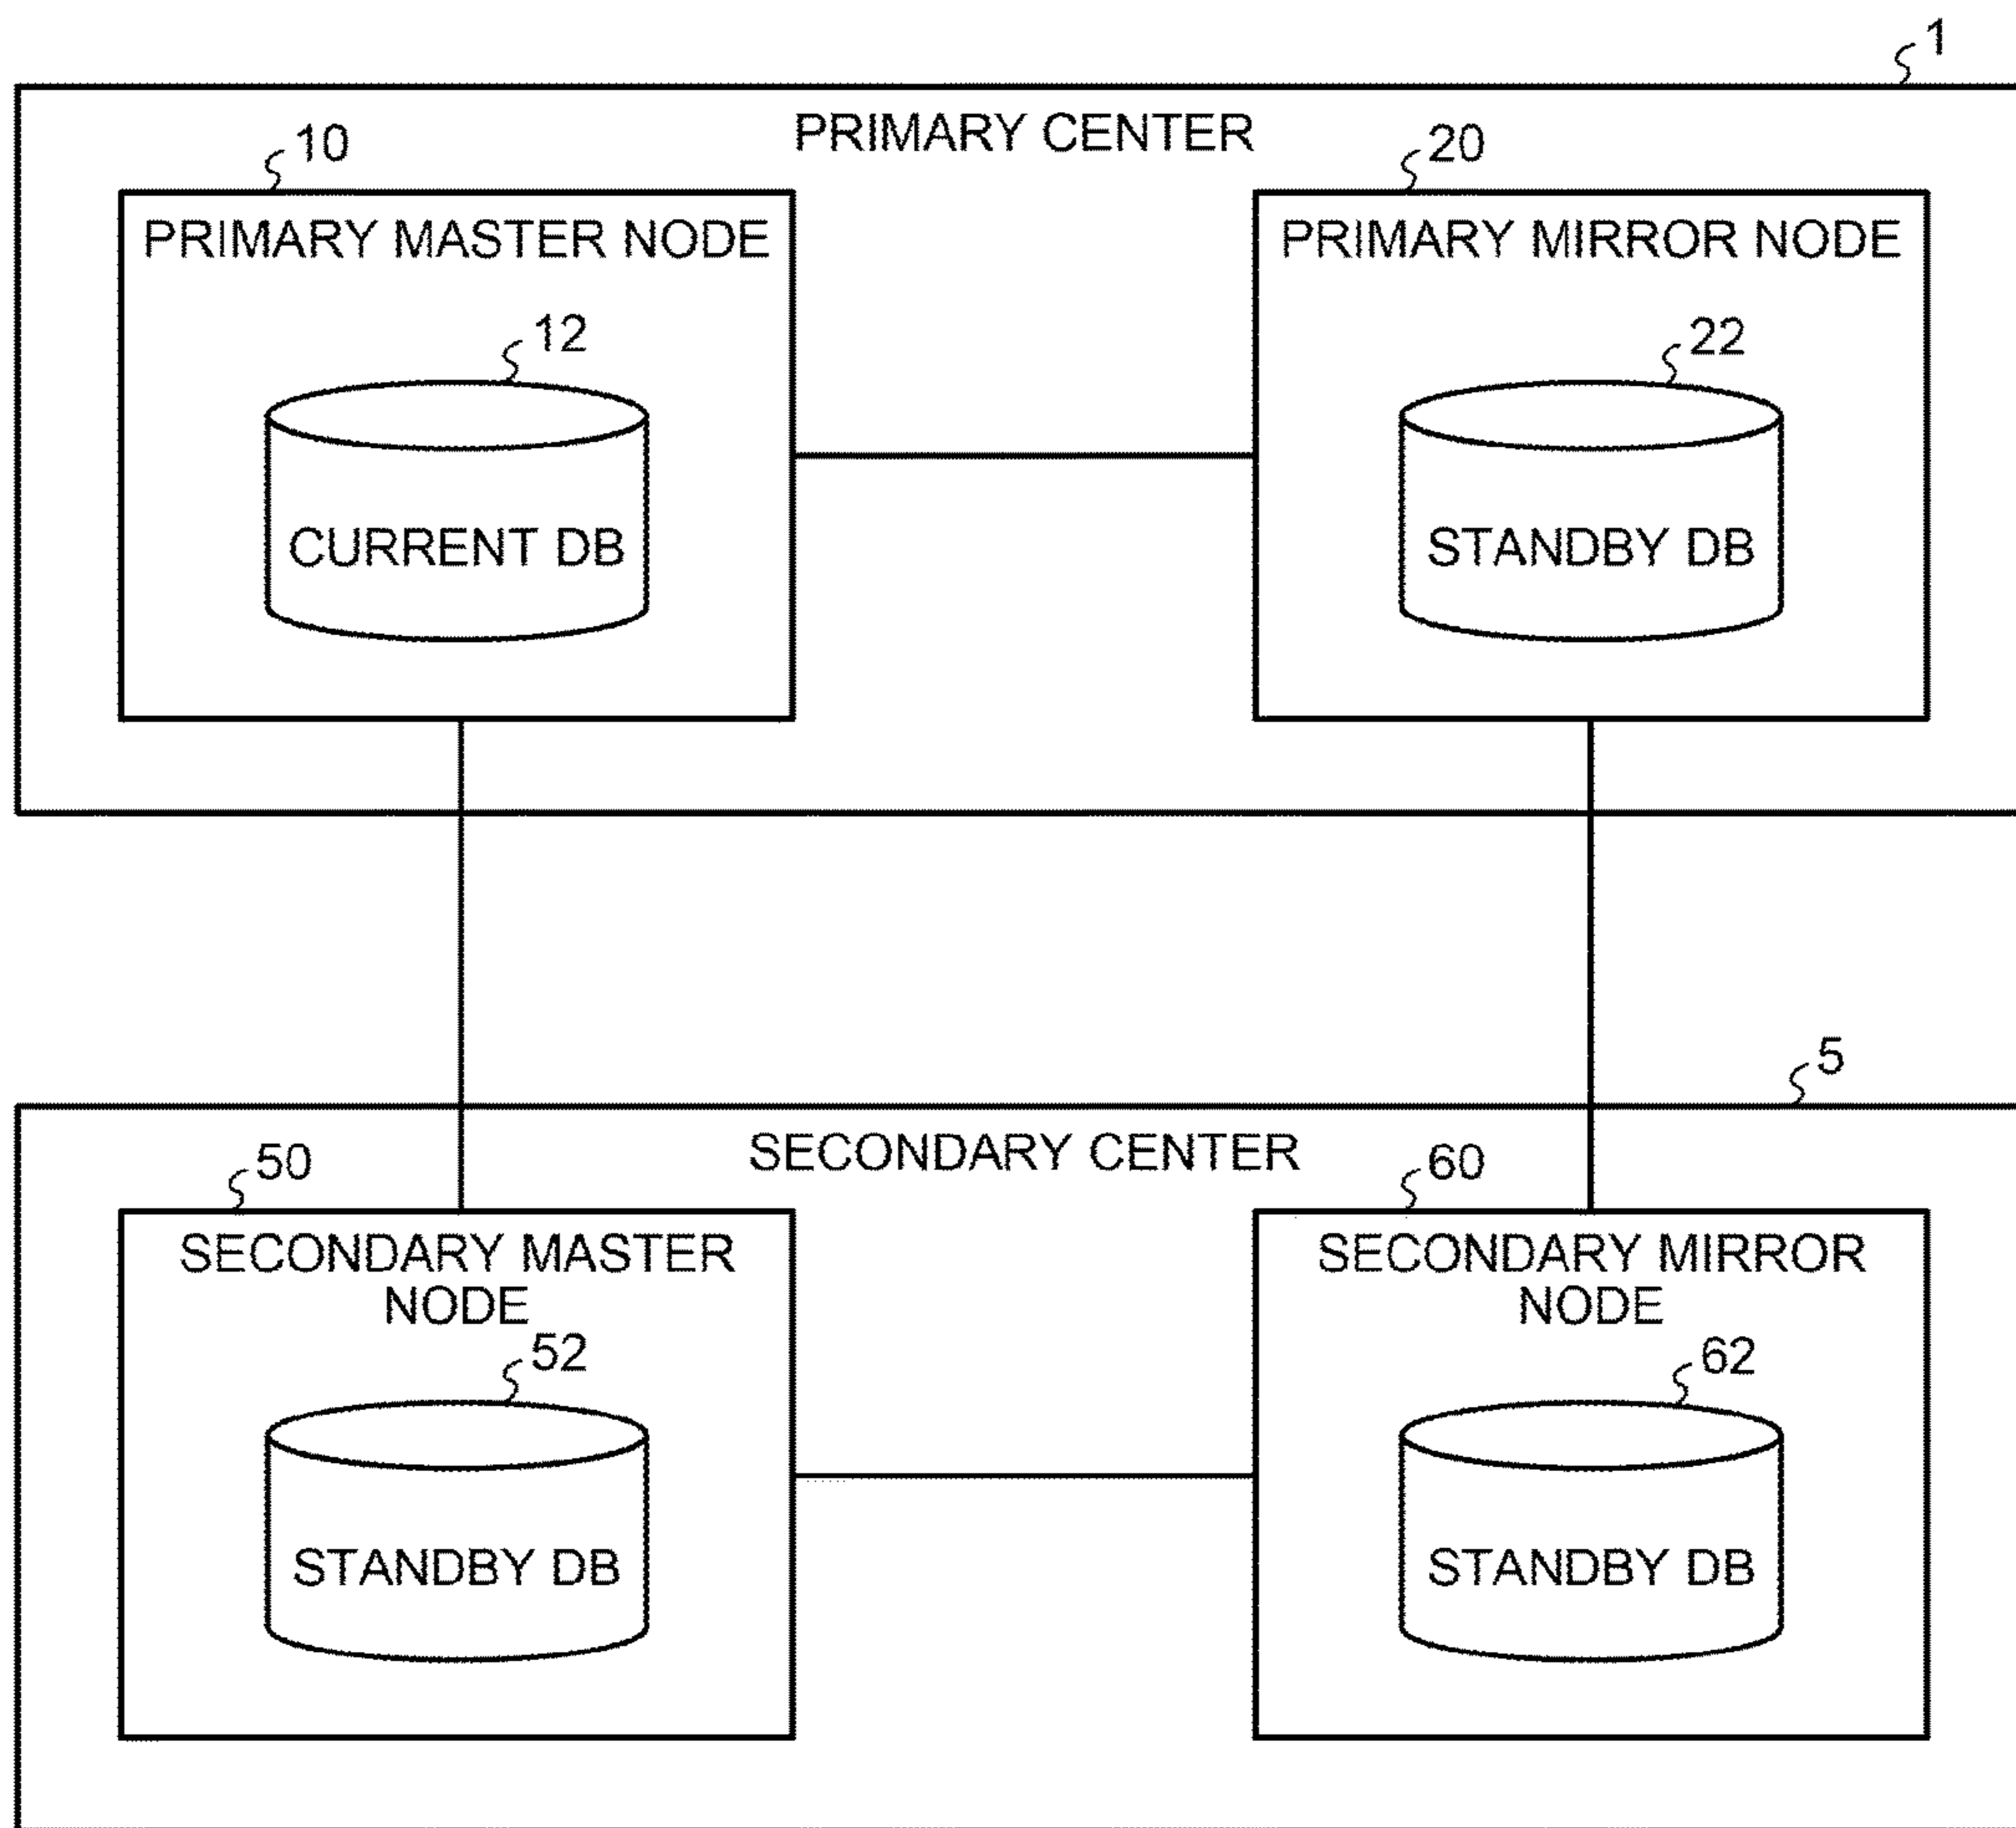 1
PRIMARY CENTER
10
20
PRIMARY MASTER NODE
PRIMARY MIRROR NODE
12
22
CURRENT DB
STANDBY DB
5
SECONDARY CENTER
50
60
SECONDARY MASTER
NODE
SECONDARY MIRROR
NODE
52
62
STANDBY DB
STANDBY DB